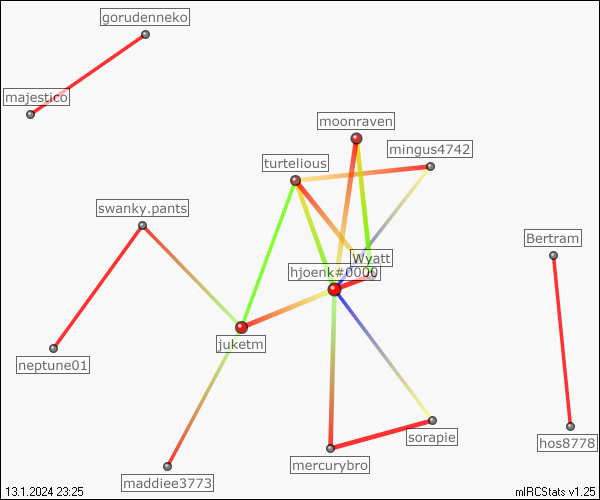 gorudenneko
majestico
moonraven
mingus4742
turtelious
swanky.pants
Bertram
Wyatt
hjoenk#0000
juketm
neptune01
sorapie
hos8778
mercurybro
maddiee3773
13.1.2024 23:25
mIRCStats v1.25